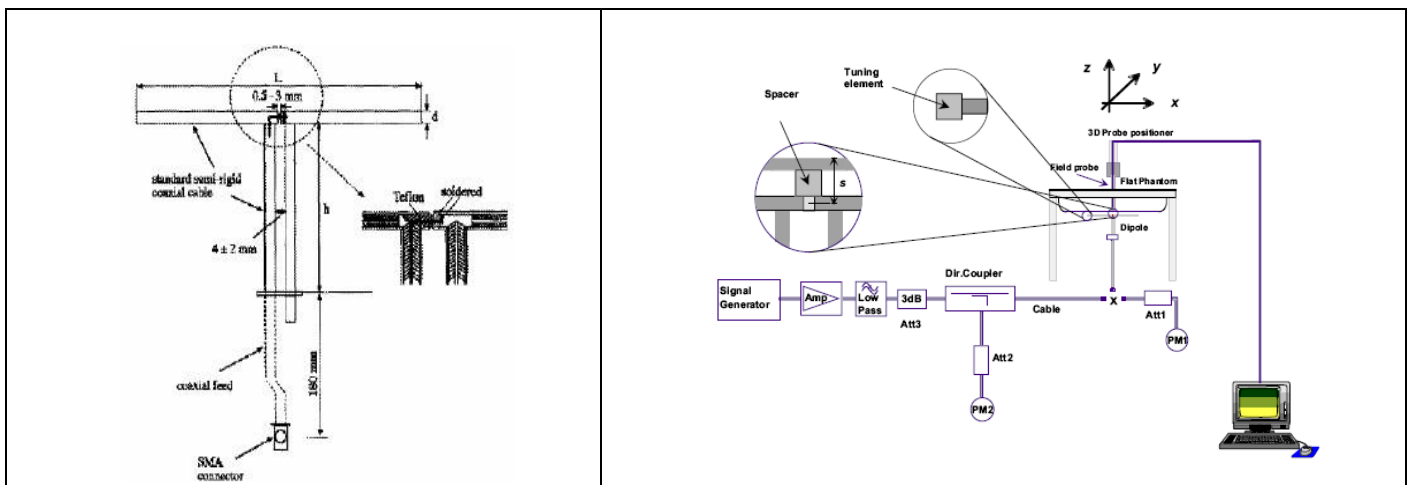 L
0.5-3 mm
d
standard semi-rigid
coaxial cable
h
Teflon
soldered
4 ± 2 mm
coaxial feed
180 mm
SMA
connector
Tuning
element
Spacer
s
z
y
x
3D Probe positioner
Field probe
Flat Phantom
Dipole
Signal
Generator
Amp
Low
Pass
3dB
Att3
Dir.Coupler
Cable
x
Att1
PM1
Att2
PM2